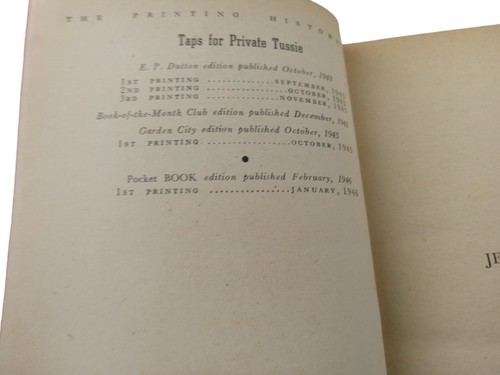 THE PRINTING HISTOR
Taps for Private Tussie
E. P. Dutton edition published October, 1943
1ST PRINTING ............SEPTEMBER, 1943
2ND PRINTING ..............OCTOBER, 1943
3RD PRINTING ............NOVEMBER, 1943
Book-of-the-Month Club edition published December, 1943
Garden City edition published October, 1945
1ST PRINTING ..............OCTOBER, 1945
Pocket BOOK edition published February, 1946
1ST PRINTING ..............JANUARY, 1946
JE